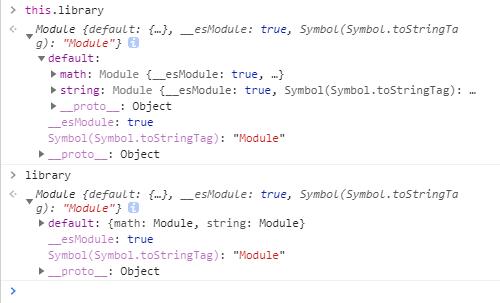 this.library
Module {default: {…}, __esModule: true, Symbol(Symbol.toStringTa
g): "Module"} i
default:
math: Module {__esModule: true, …}
string: Module {__esModule: true, Symbol(Symbol.toStringTag): …
__proto__: Object
__esModule: true
Symbol(Symbol.toStringTag): "Module"
__proto__: Object
library
Module {default: {…}, __esModule: true, Symbol(Symbol.toStringTa
g): "Module"} i
default: {math: Module, string: Module}
__esModule: true
Symbol(Symbol.toStringTag): "Module"
__proto__: Object